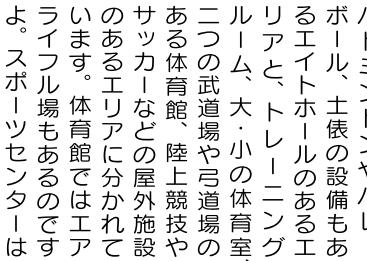 ボール、土俵の設備もあ
るエイトホールのあるエ
リアと、トレーニング
ルーム、大・小の体育室、
二つの武道場や弓道場の
ある体育館、陸上競技や
サッカーなどの屋外施設
のあるエリアに分かれて
います。体育館ではエア
ライフル場もあるのです
よ。スポーツセンターは